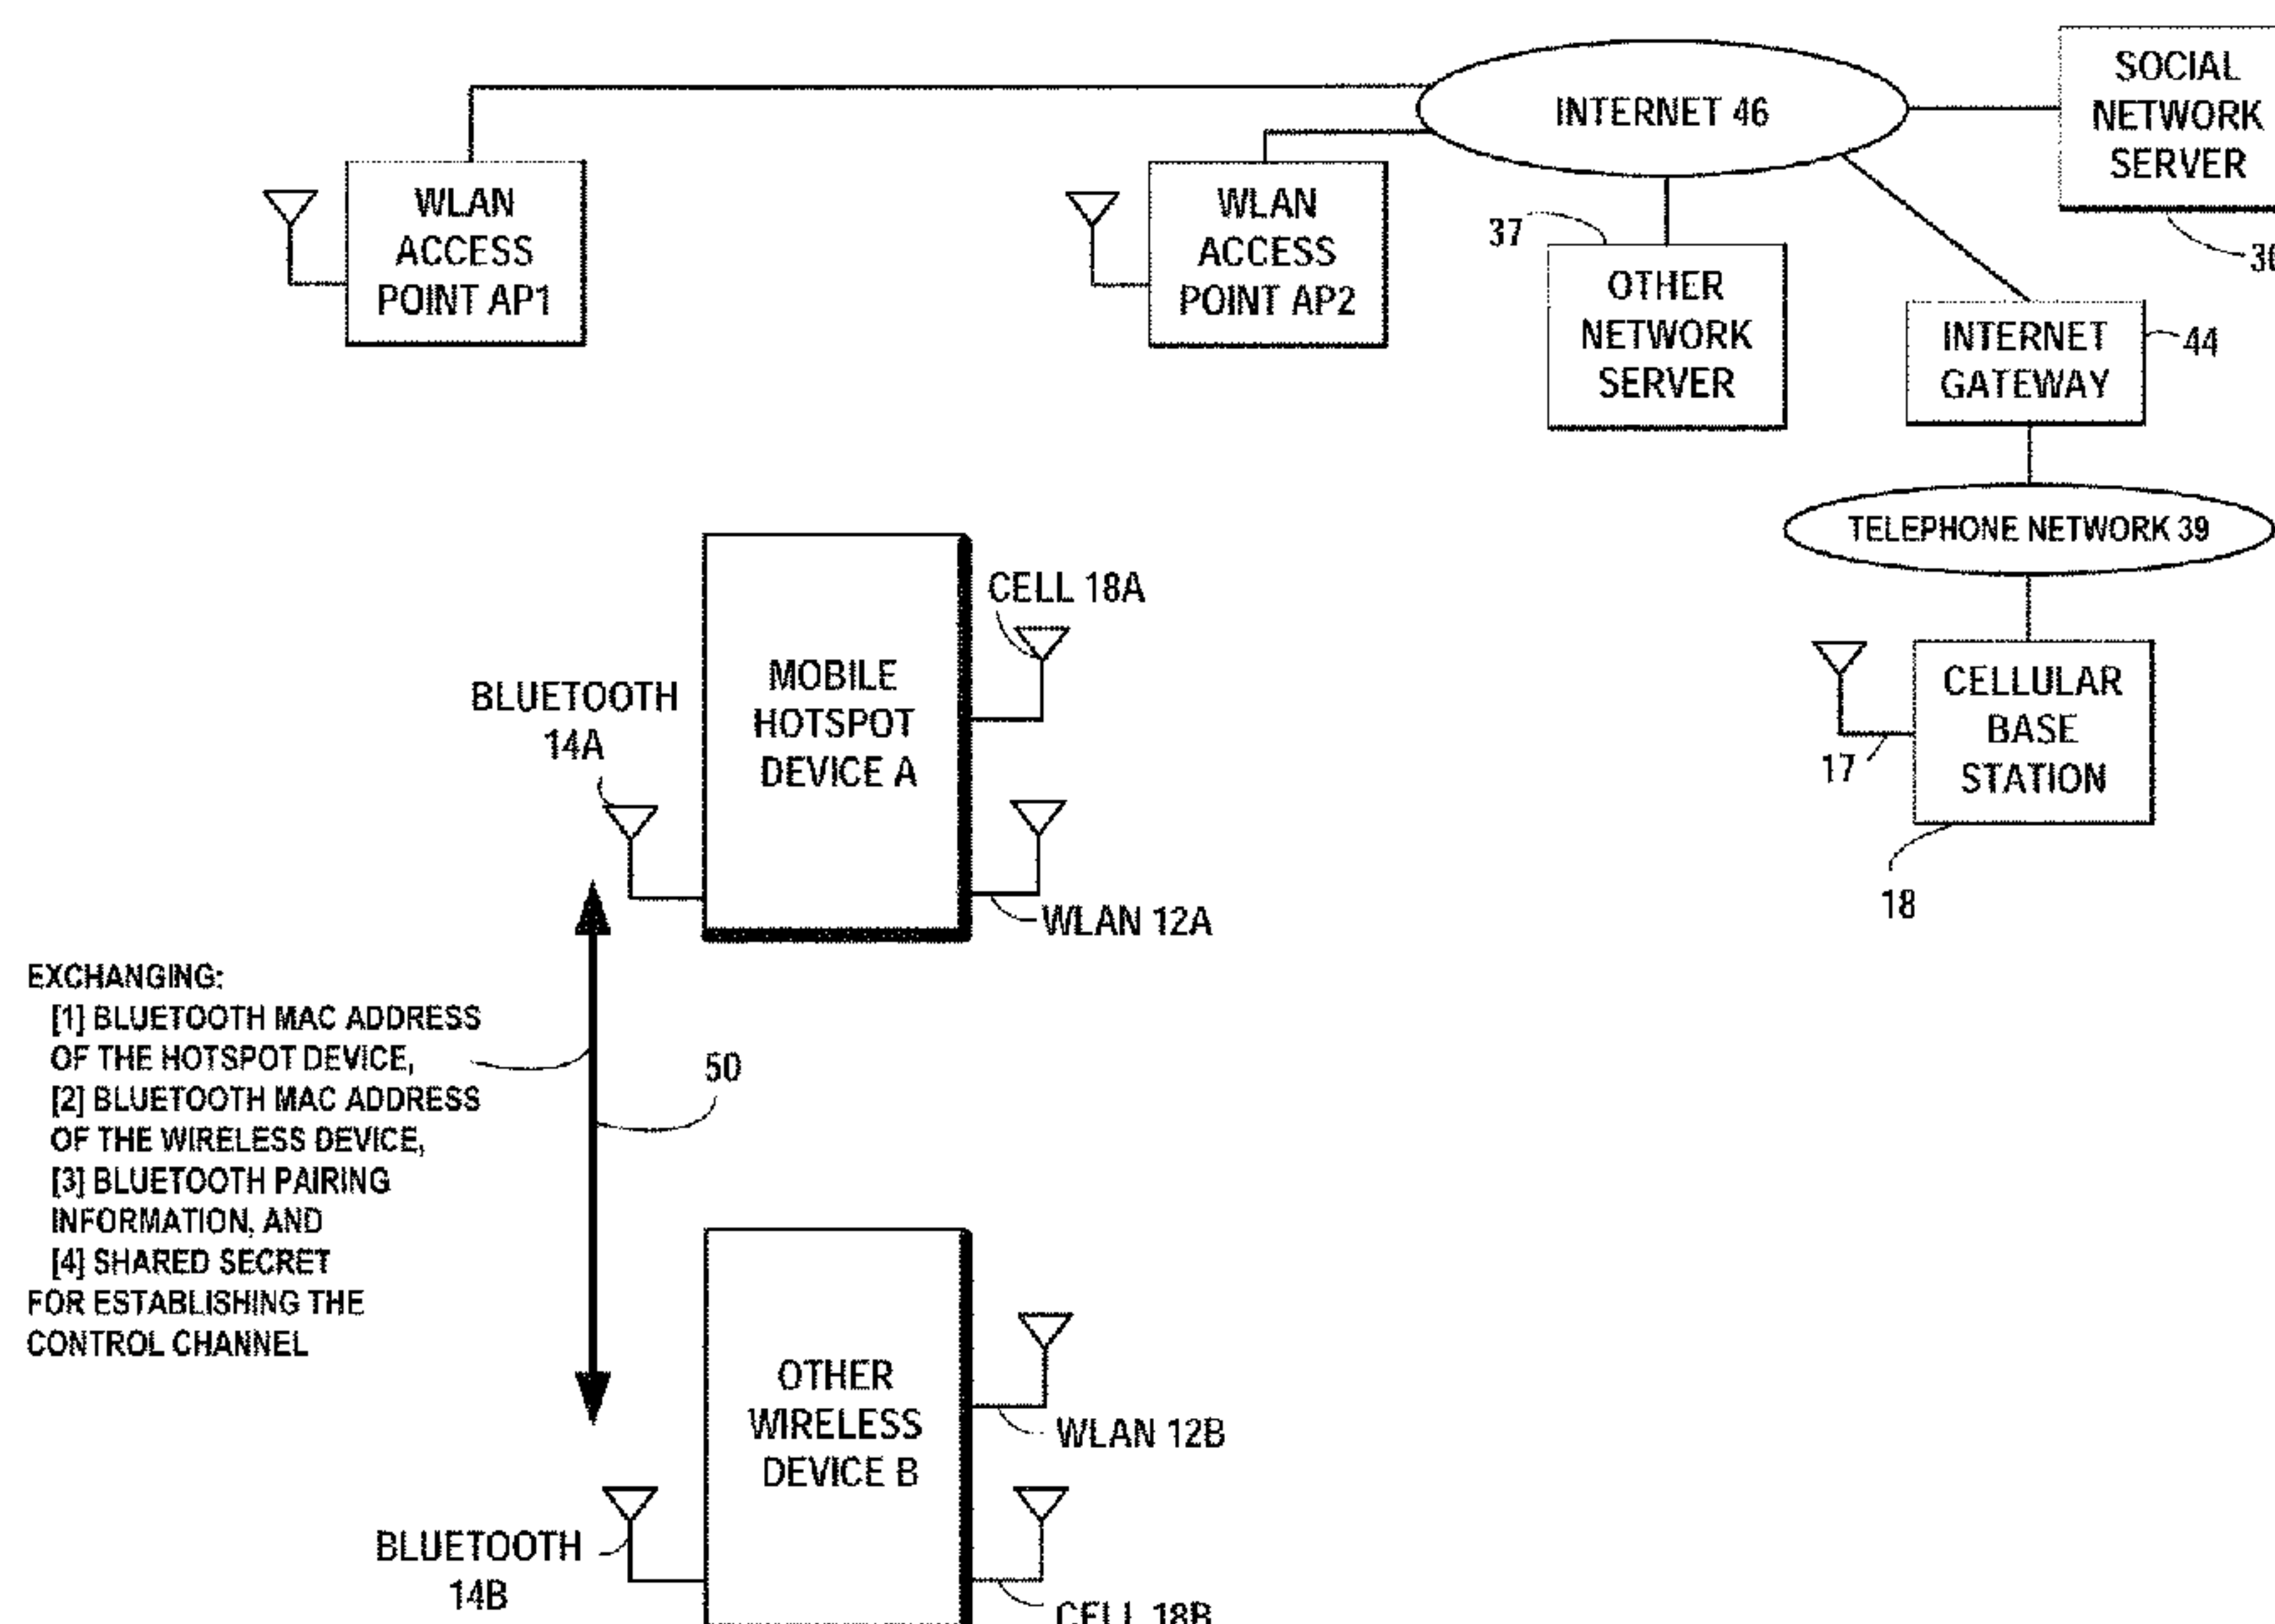 SOCIAL
NETWORK
SERVER
INTERNET 46
WLAN
ACCESS
POINT AP1
WLAN
ACCESS
POINT AP2
37
OTHER
NETWORK
SERVER
INTERNET
GATEWAY
44
TELEPHONE NETWORK 39
CELL 18A
MOBILE
HOTSPOT
DEVICE A
BLUETOOTH
14A
WLAN 12A
CELLULAR
BASE
STATION
17
18
EXCHANGING:
[1] BLUETOOTH MAC ADDRESS
OF THE HOTSPOT DEVICE,
[2] BLUETOOTH MAC ADDRESS
OF THE WIRELESS DEVICE,
[3] BLUETOOTH PAIRING
INFORMATION, AND
[4] SHARED SECRET
FOR ESTABLISHING THE
CONTROL CHANNEL
50
OTHER
WIRELESS
DEVICE B
WLAN 12B
BLUETOOTH
14B
CELL 18B